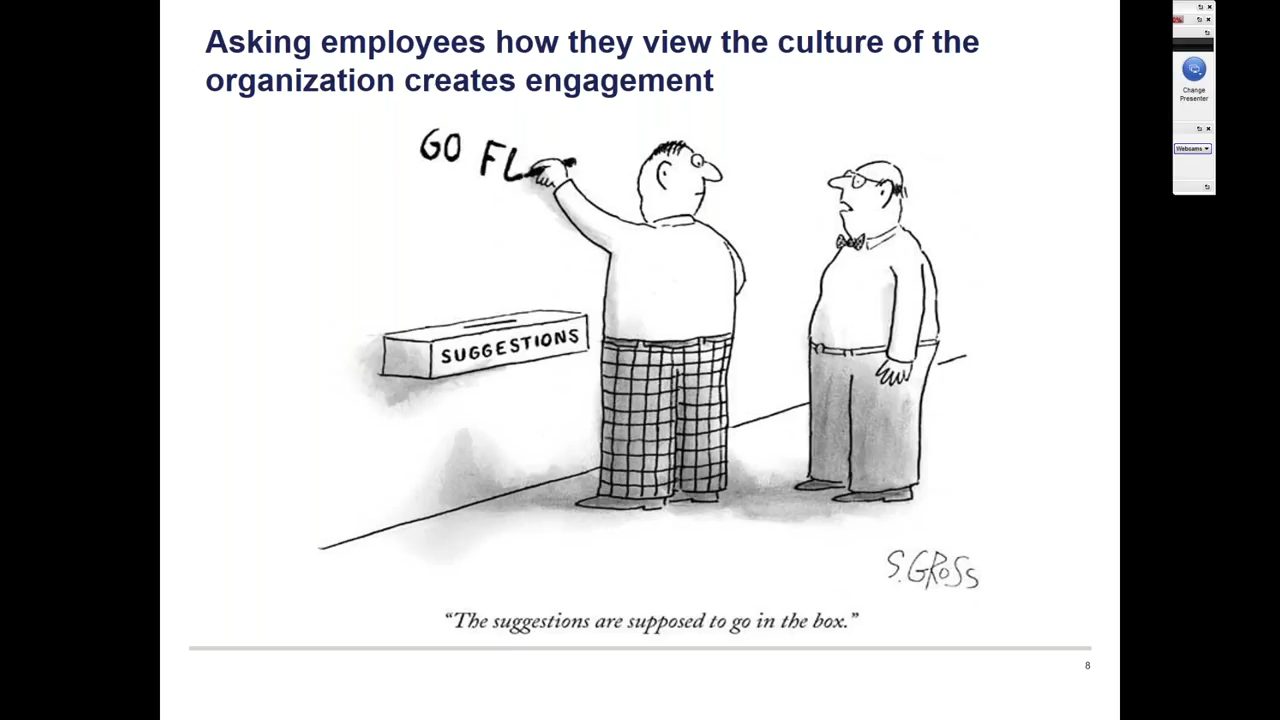 Asking employees how they view the culture of the
organization creates engagement
GO FL
SUGGESTIONS
S.GROSS
“The suggestions are supposed to go in the box.”
8
Change
Presenter
Webcams